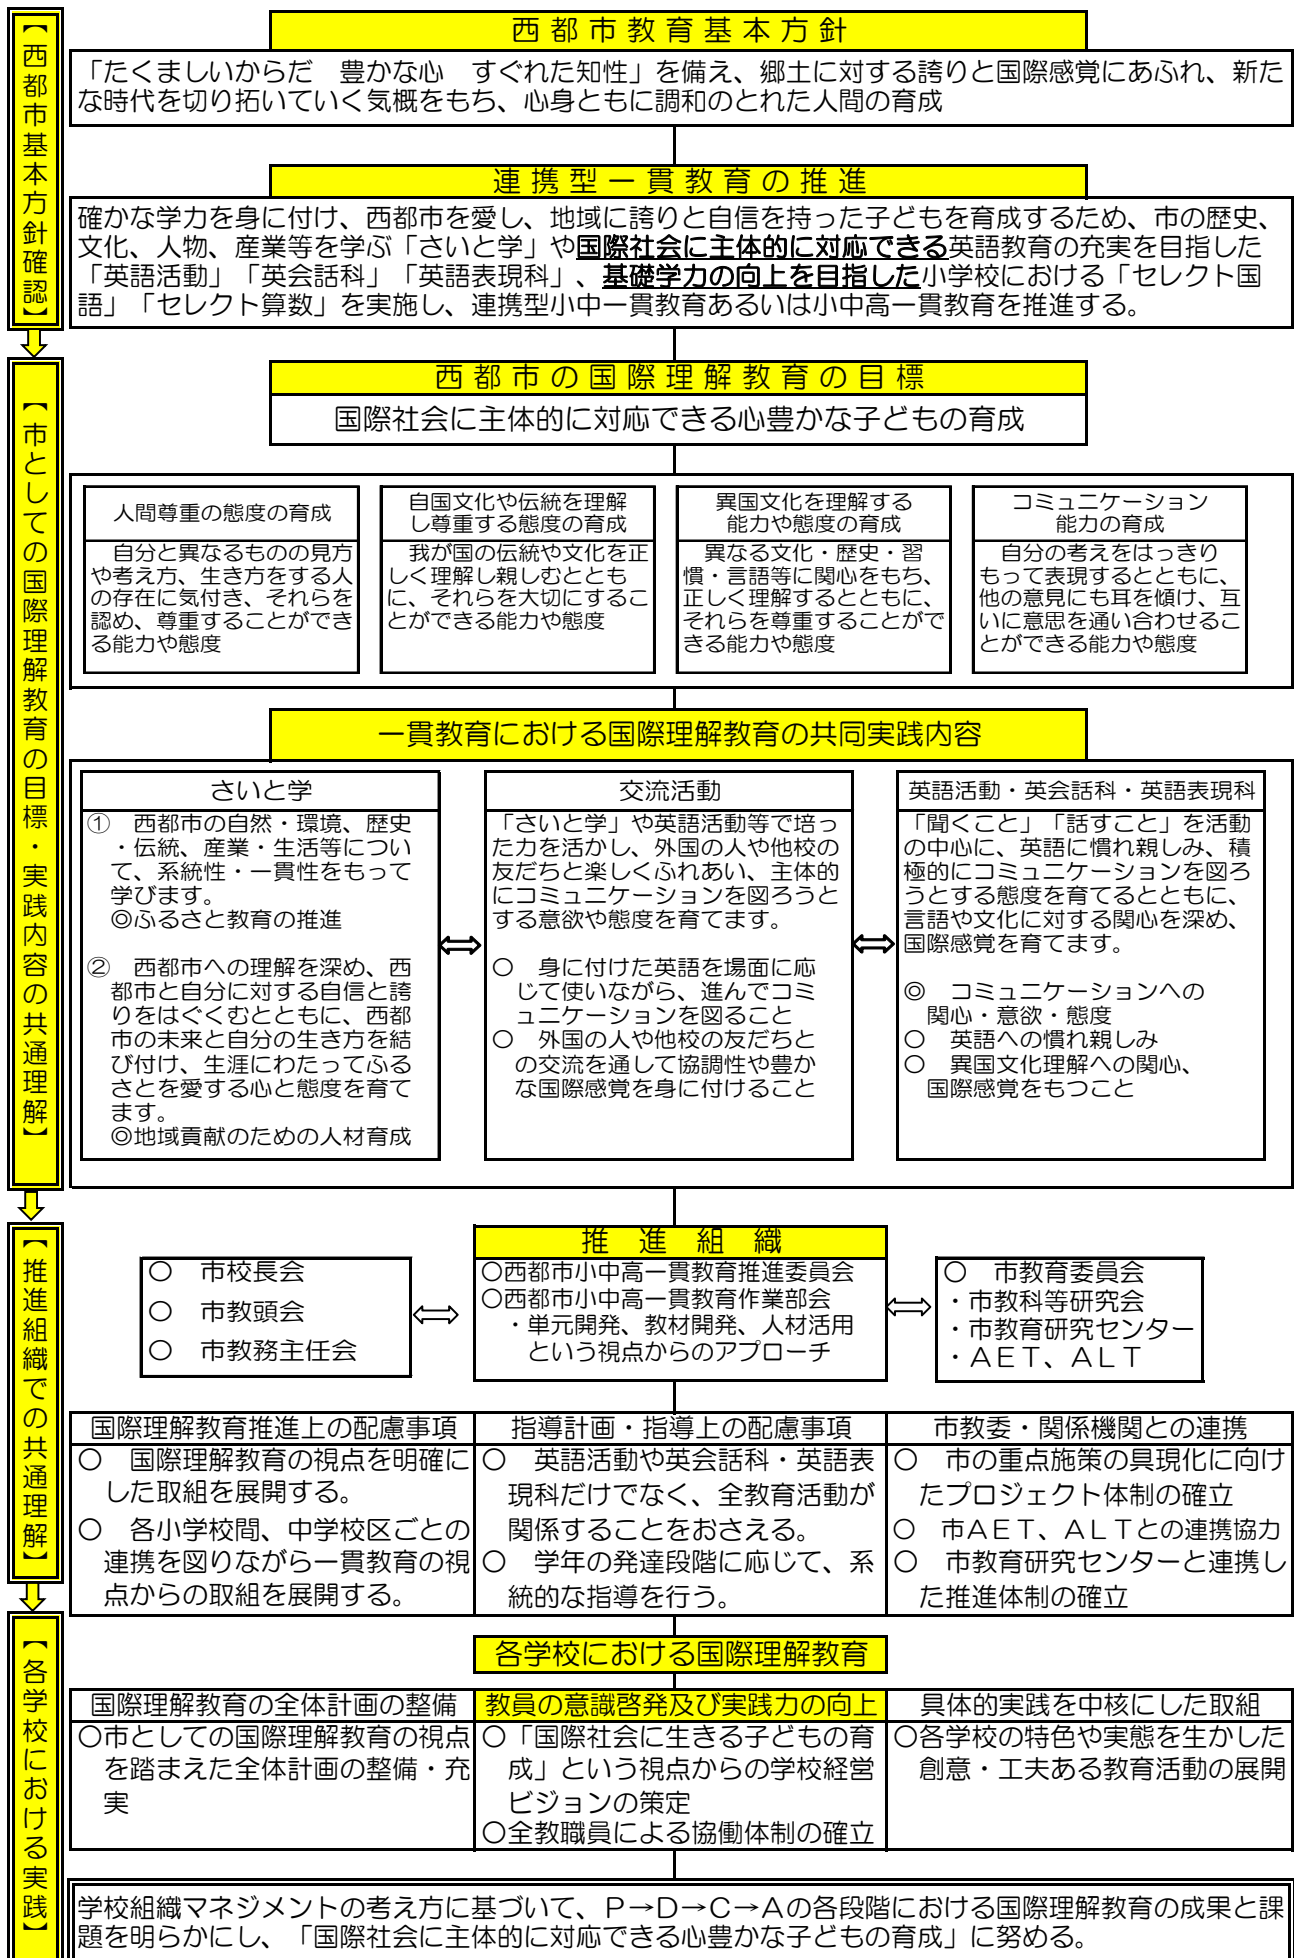 【西都市基本方針確認】
西都市教育基本方針
「たくましいからだ　豊かな心　すぐれた知性」を備え、郷土に対する誇りと国際感覚にあふれ、新た
な時代を切り拓いていく気概をもち、心身ともに調和のとれた人間の育成
連携型一貫教育の推進
確かな学力を身に付け、西都市を愛し、地域に誇りと自信を持った子どもを育成するため、市の歴史、
文化、人物、産業等を学ぶ「さいと学」や国際社会に主体的に対応できる英語教育の充実を目指した
「英語活動」「英会話科」「英語表現科」、基礎学力の向上を目指した小学校における「セレクト国
語」「セレクト算数」を実施し、連携型小中一貫教育あるいは小中高一貫教育を推進する。
【市としての国際理解教育の目標・実践内容の共通理解】
西都市の国際理解教育の目標
国際社会に主体的に対応できる心豊かな子どもの育成
人間尊重の態度の育成
自分と異なるものの見方
や考え方、生き方をする人
の存在に気付き、それらを
認め、尊重することができ
る能力や態度
自国文化や伝統を理解
し尊重する態度の育成
我が国の伝統や文化を正
しく理解し親しむととも
に、それらを大切にするこ
とができる能力や態度
異国文化を理解する
能力や態度の育成
異なる文化・歴史・習
慣・言語等に関心をもち、
正しく理解するとともに、
それらを尊重することがで
きる能力や態度
コミュニケーション
能力の育成
自分の考えをはっきり
もって表現するとともに、
他の意見にも耳を傾け、互
いに意思を通い合わせるこ
とができる能力や態度
一貫教育における国際理解教育の共同実践内容
さいと学
①　西都市の自然・環境、歴史
・伝統、産業・生活等につい
て、系統性・一貫性をもって
学びます。
◎ふるさと教育の推進
②　西都市への理解を深め、西
都市と自分に対する自信と誇
りをはぐくむとともに、西都
市の未来と自分の生き方を結
び付け、生涯にわたってふる
さとを愛する心と態度を育て
ます。
◎地域貢献のための人材育成
交流活動
「さいと学」や英語活動等で培っ
た力を活かし、外国の人や他校の
友だちと楽しくふれあい、主体的
にコミュニケーションを図ろうと
する意欲や態度を育てます。
○　身に付けた英語を場面に応
じて使いながら、進んでコミ
ュニケーションを図ること
○　外国の人や他校の友だちと
の交流を通して協調性や豊か
な国際感覚を身に付けること
英語活動・英会話科・英語表現科
「聞くこと」「話すこと」を活動
の中心に、英語に慣れ親しみ、積
極的にコミュニケーションを図ろ
うとする態度を育てるとともに、
言語や文化に対する関心を深め、
国際感覚を育てます。
◎　コミュニケーションへの
関心・意欲・態度
○　英語への慣れ親しみ
○　異国文化理解への関心、
国際感覚をもつこと
【推進組織での共通理解】
○　市校長会
○　市教頭会
○　市教務主任会
推　進　組　織
○西都市小中高一貫教育推進委員会
○西都市小中高一貫教育作業部会
・単元開発、教材開発、人材活用
という視点からのアプローチ
○　市教育委員会
・市教科等研究会
・市教育研究センター
・ＡＥＴ、ＡＬＴ
国際理解教育推進上の配慮事項
○　国際理解教育の視点を明確に
した取組を展開する。
○　各小学校間、中学校区ごとの
連携を図りながら一貫教育の視
点からの取組を展開する。
指導計画・指導上の配慮事項
○　英語活動や英会話科・英語表
現科だけでなく、全教育活動が
関係することをおさえる。
○　学年の発達段階に応じて、系
統的な指導を行う。
市教委・関係機関との連携
○　市の重点施策の具現化に向け
たプロジェクト体制の確立
○　市ＡＥＴ、ＡＬＴとの連携協力
○　市教育研究センターと連携し
た推進体制の確立
【各学校における実践】
各学校における国際理解教育
国際理解教育の全体計画の整備
○市としての国際理解教育の視点
を踏まえた全体計画の整備・充
実
教員の意識啓発及び実践力の向上
○「国際社会に生きる子どもの育
成」という視点からの学校経営
ビジョンの策定
○全教職員による協働体制の確立
具体的実践を中核にした取組
○各学校の特色や実態を生かした
創意・工夫ある教育活動の展開
学校組織マネジメントの考え方に基づいて、Ｐ→Ｄ→Ｃ→Ａの各段階における国際理解教育の成果と課
題を明らかにし、「国際社会に主体的に対応できる心豊かな子どもの育成」に努める。